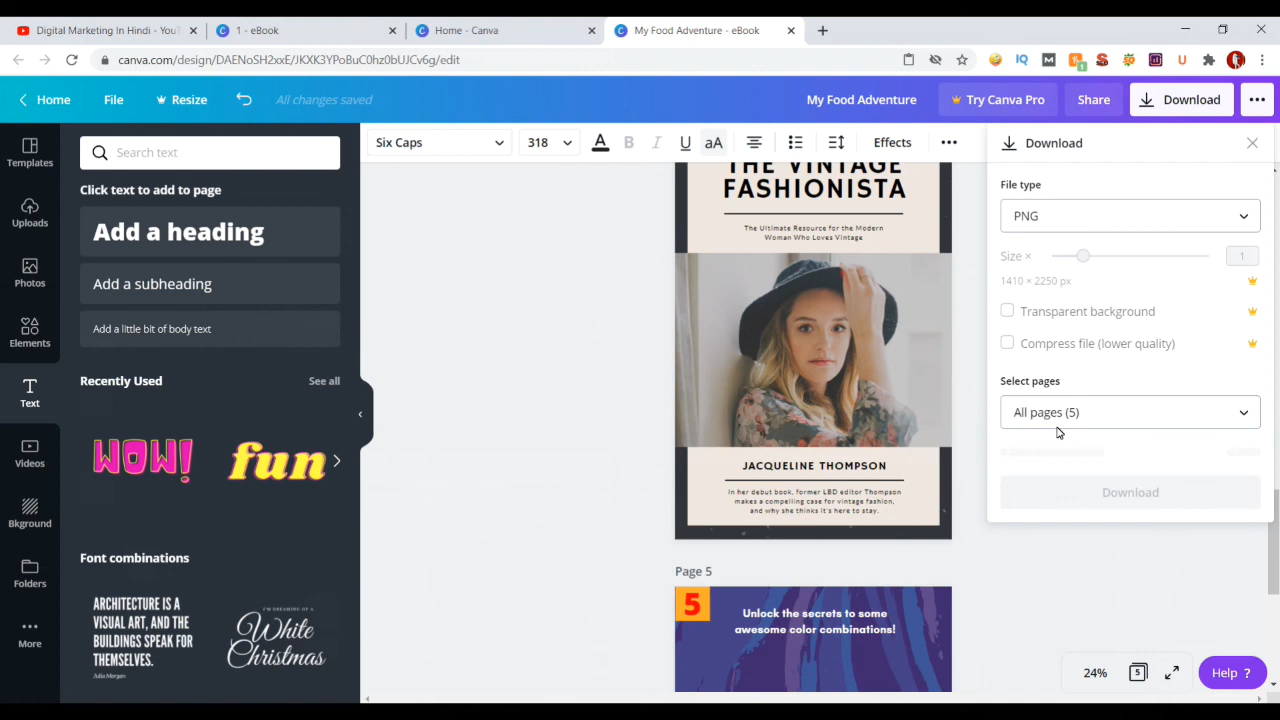 Digital Marketing In Hindi - You
1 - eBook
Home - Canva
My Food Adventure - eBook
canva.com/design/DAENoSH2xxE/JKXK3YPoBuC0hz0bUJCv6g/edit
Home
File
Resize
All changes saved
My Food Adventure
Try Canva Pro
Share
Download
Templates
Uploads
Photos
Elements
Text
Videos
Bkground
Folders
More
Search text
Click text to add to page
Add a heading
Add a subheading
Add a little bit of body text
Recently Used
See all
WOW!
fun
Font combinations
ARCHITECTURE IS A
VISUAL ART, AND THE
BUILDINGS SPEAK FOR
THEMSELVES.
Julia Morgan
I'M DREAMING OF A
White
Christmas
Six Caps
318
A
B
I
U
aA
Effects
THE VINTAGE
FASHIONISTA
The Ultimate Resource for the Modern
Woman Who Loves Vintage
JACQUELINE THOMPSON
In her debut book, former LBD editor Thompson
makes a compelling case for vintage fashion,
and why she thinks it's here to stay.
Page 5
5
Unlock the secrets to some
awesome color combinations!
Download
File type
PNG
Size ×
1
1410 × 2250 px
Transparent background
Compress file (lower quality)
Select pages
All pages (5)
Download
24%
5
Help ?